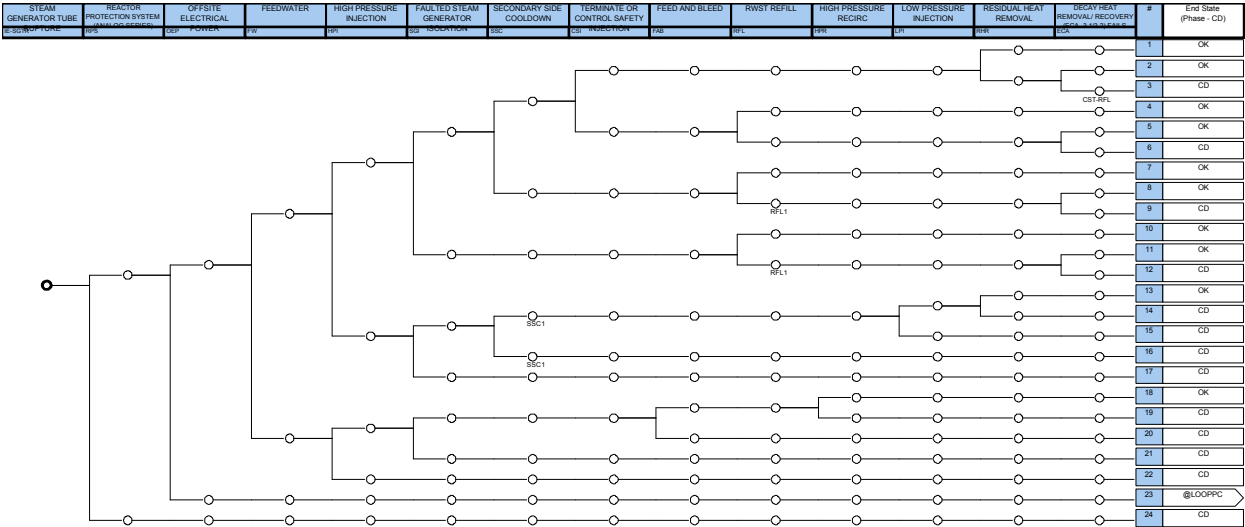 STEAM GENERATOR TUBE RUPTURE
REACTOR PROTECTION SYSTEM (ANALOG SERIES)
OFFSITE ELECTRICAL POWER
FEEDWATER
HIGH PRESSURE INJECTION
FAULTED STEAM GENERATOR ISOLATION
SECONDARY SIDE COOLDOWN
TERMINATE OR CONTROL SAFETY INJECTION
FEED AND BLEED
RWST REFILL
HIGH PRESSURE RECIRC
LOW PRESSURE INJECTION
RESIDUAL HEAT REMOVAL
DECAY HEAT REMOVAL/ RECOVERY
#
End State
(Phase - CD)
IE-SGTR
RPS
OEP
FW
HPI
SGI
SSC
CSI
FAB
RFL
HPR
LPI
RHR
ECA
1 OK
2 OK
3 CD
CST-RFL
4 OK
5 OK
6 CD
7 OK
8 OK
RFL1
9 CD
10 OK
11 OK
RFL1
12 CD
13 OK
14 CD
SSC1
15 CD
16 CD
SSC1
17 CD
18 OK
19 CD
20 CD
21 CD
22 CD
23 @LOOPPC
24 CD